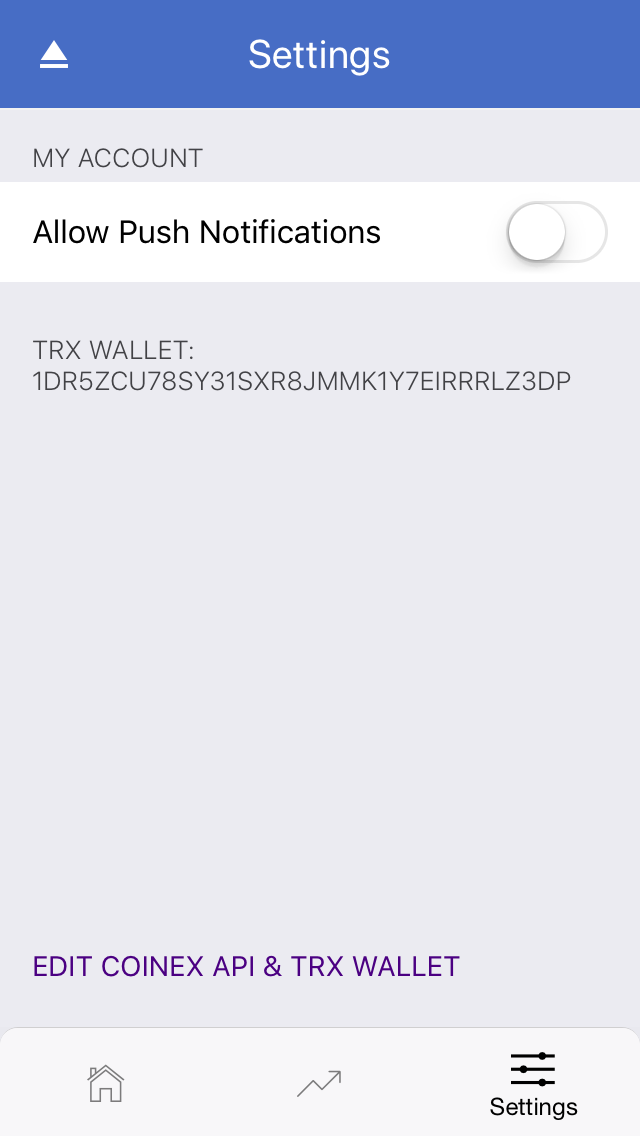 Settings
MY ACCOUNT
Allow Push Notifications
TRX WALLET:
1DR5ZCU78SY31SXR8JMMK1Y7EIRRRLZ3DP
EDIT COINEX API & TRX WALLET
Settings